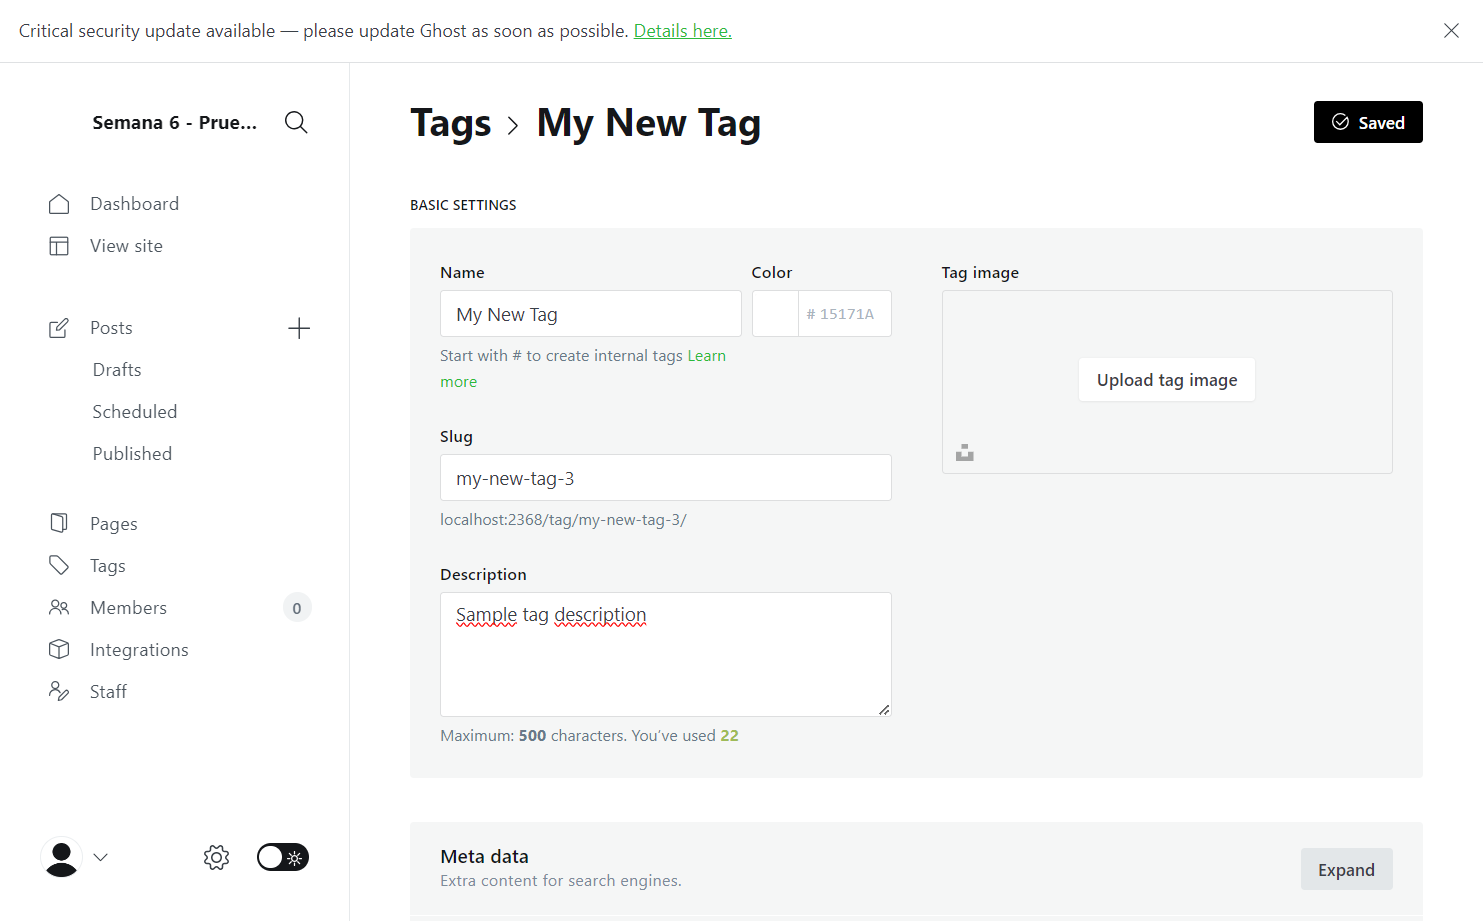 Critical security update available — please update Ghost as soon as possible. Details here.
Semana 6 - Prue...
Dashboard
View site
Posts
Drafts
Scheduled
Published
Pages
Tags
Members
0
Integrations
Staff
Tags > My New Tag
Saved
BASIC SETTINGS
Name
My New Tag
Start with # to create internal tags Learn
more
Color
# 15171A
Slug
my-new-tag-3
localhost:2368/tag/my-new-tag-3/
Description
Sample tag description
Maximum: 500 characters. You’ve used 22
Tag image
Upload tag image
Meta data
Extra content for search engines.
Expand